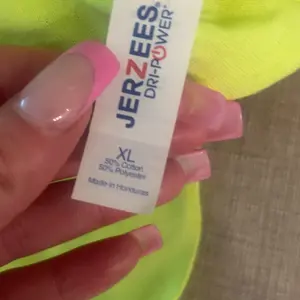 JERZEES®
DRI-POWER®
XL
50% Cotton
50% Polyester
Made in Honduras